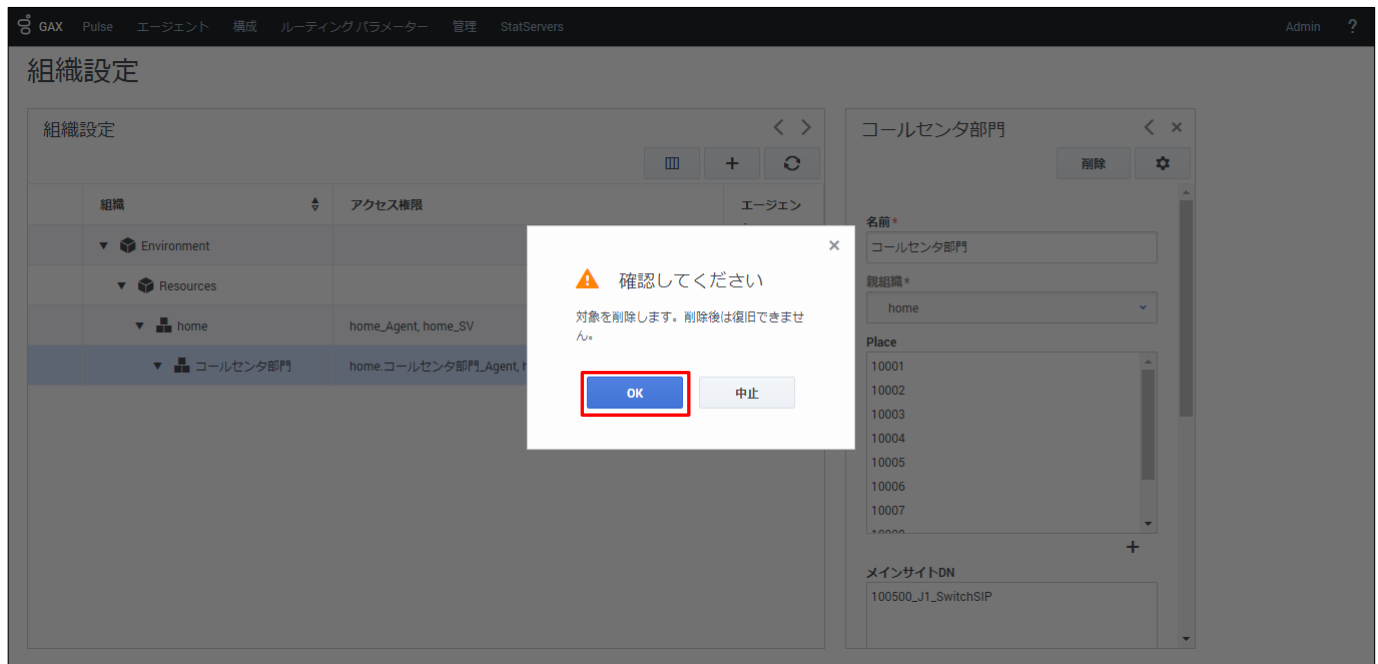 GAX Pulse エージェント 構成 ルーティング パラメーター 管理 StatServers Admin ?
組織設定
組織設定
コールセンタ部門
削除
組織 アクセス権限 エージェン
Environment
Resources
home home_Agent, home_SV
コールセンタ部門 home.コールセンタ部門_Agent, h
確認してください
対象を削除します。削除後は復旧できませ
ん。
OK 中止
名前*
コールセンタ部門
親組織*
home
Place
10001
10002
10003
10004
10005
10006
10007
メインサイトDN
100500_J1_SwitchSIP